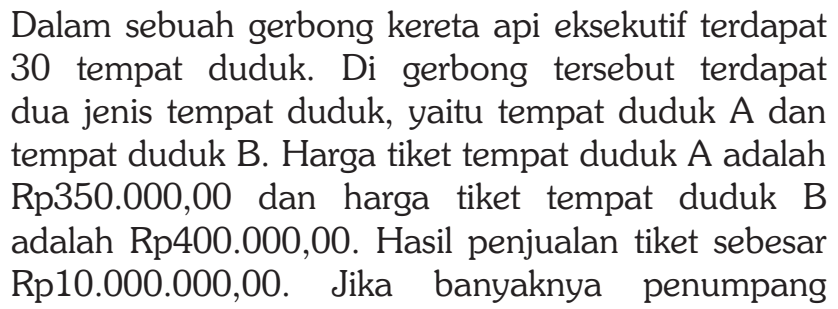 Dalam sebuah gerbong kereta api eksekutif terdapat
30 tempat duduk. Di gerbong tersebut terdapat
dua jenis tempat duduk, yaitu tempat duduk A dan
tempat duduk B. Harga tiket tempat duduk A adalah
Rp350.000,00 dan harga tiket tempat duduk B
adalah Rp400.000,00. Hasil penjualan tiket sebesar
Rp10.000.000,00. Jika banyaknya penumpang